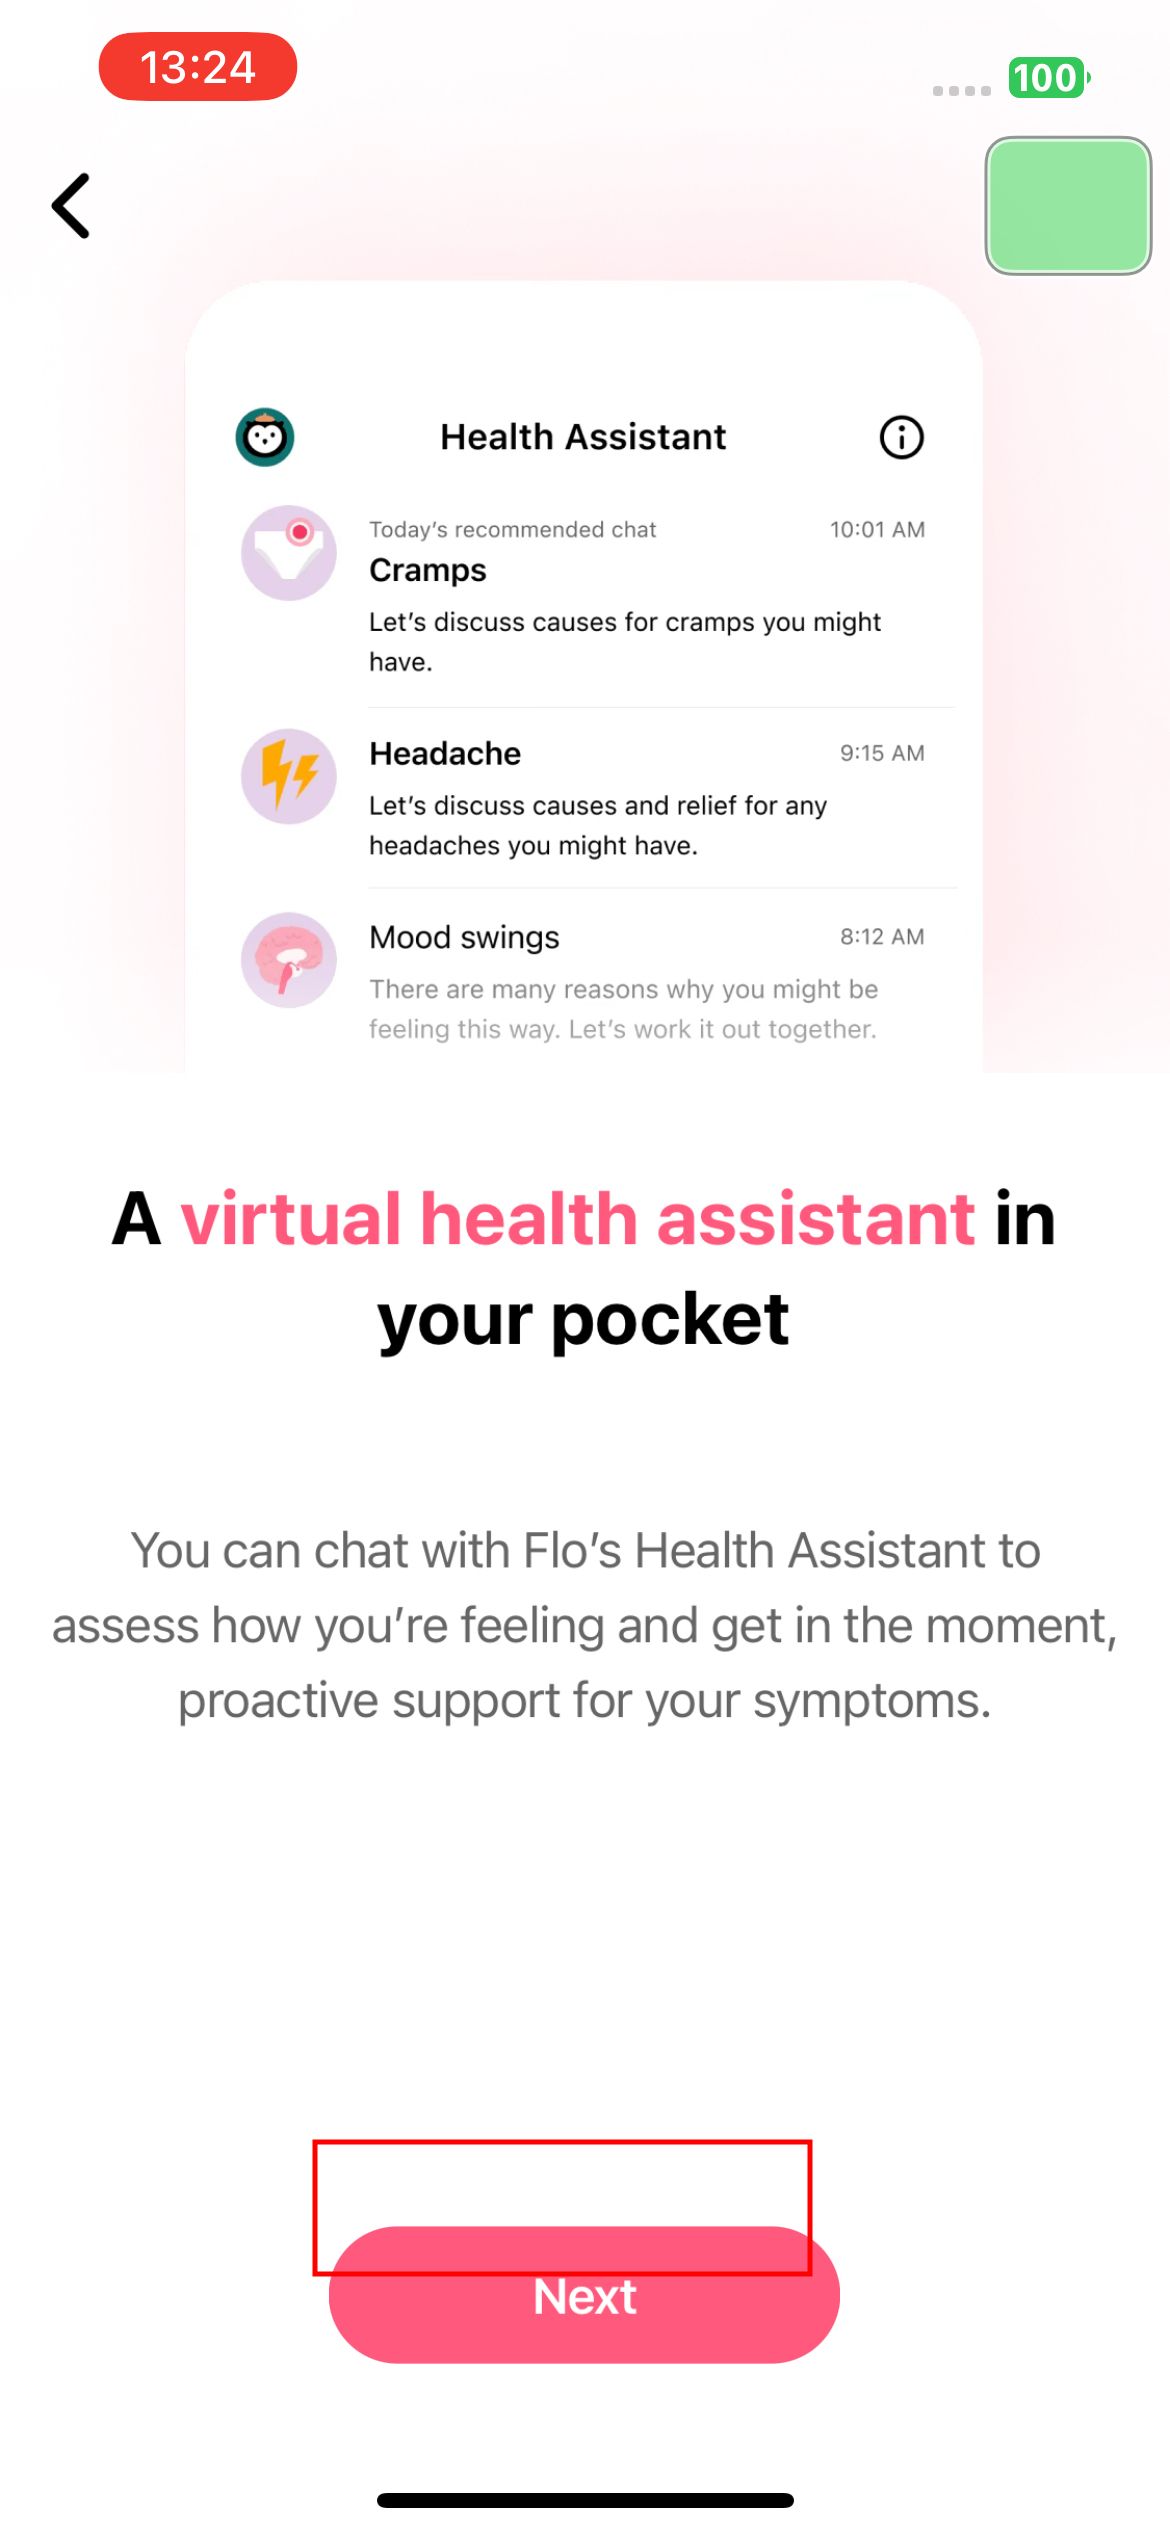 13:24
100
Health Assistant
Today's recommended chat 10:01 AM
Cramps
Let's discuss causes for cramps you might
have.
Headache 9:15 AM
Let's discuss causes and relief for any
headaches you might have.
Mood swings 8:12 AM
There are many reasons why you might be
feeling this way. Let's work it out together.
A virtual health assistant in
your pocket
You can chat with Flo's Health Assistant to
assess how you're feeling and get in the moment,
proactive support for your symptoms.
Next